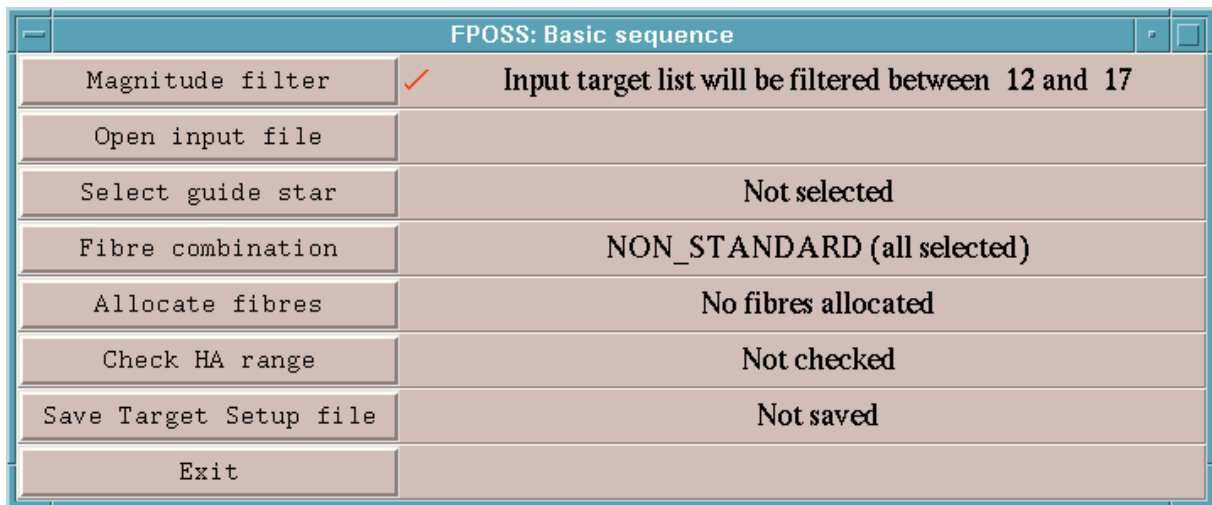 FPOSS: Basic sequence
Magnitude filter Input target list will be filtered between 12 and 17
Open input file
Select guide star Not selected
Fibre combination NON_STANDARD (all selected)
Allocate fibres No fibres allocated
Check HA range Not checked
Save Target Setup file Not saved
Exit